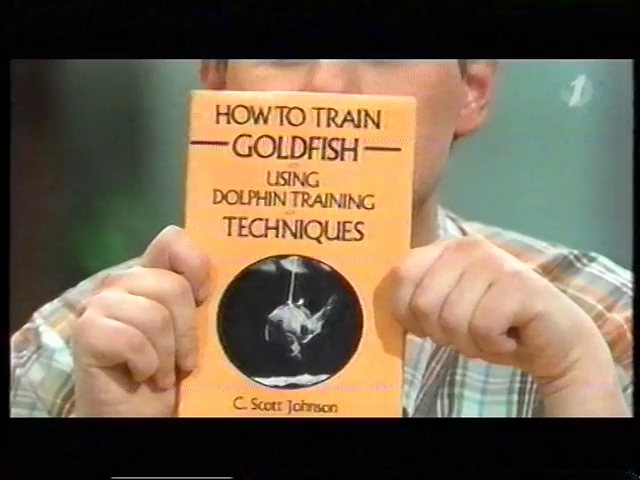 1
HOW TO TRAIN
GOLDFISH
USING
DOLPHIN TRAINING
TECHNIQUES
C. Scott Johnson